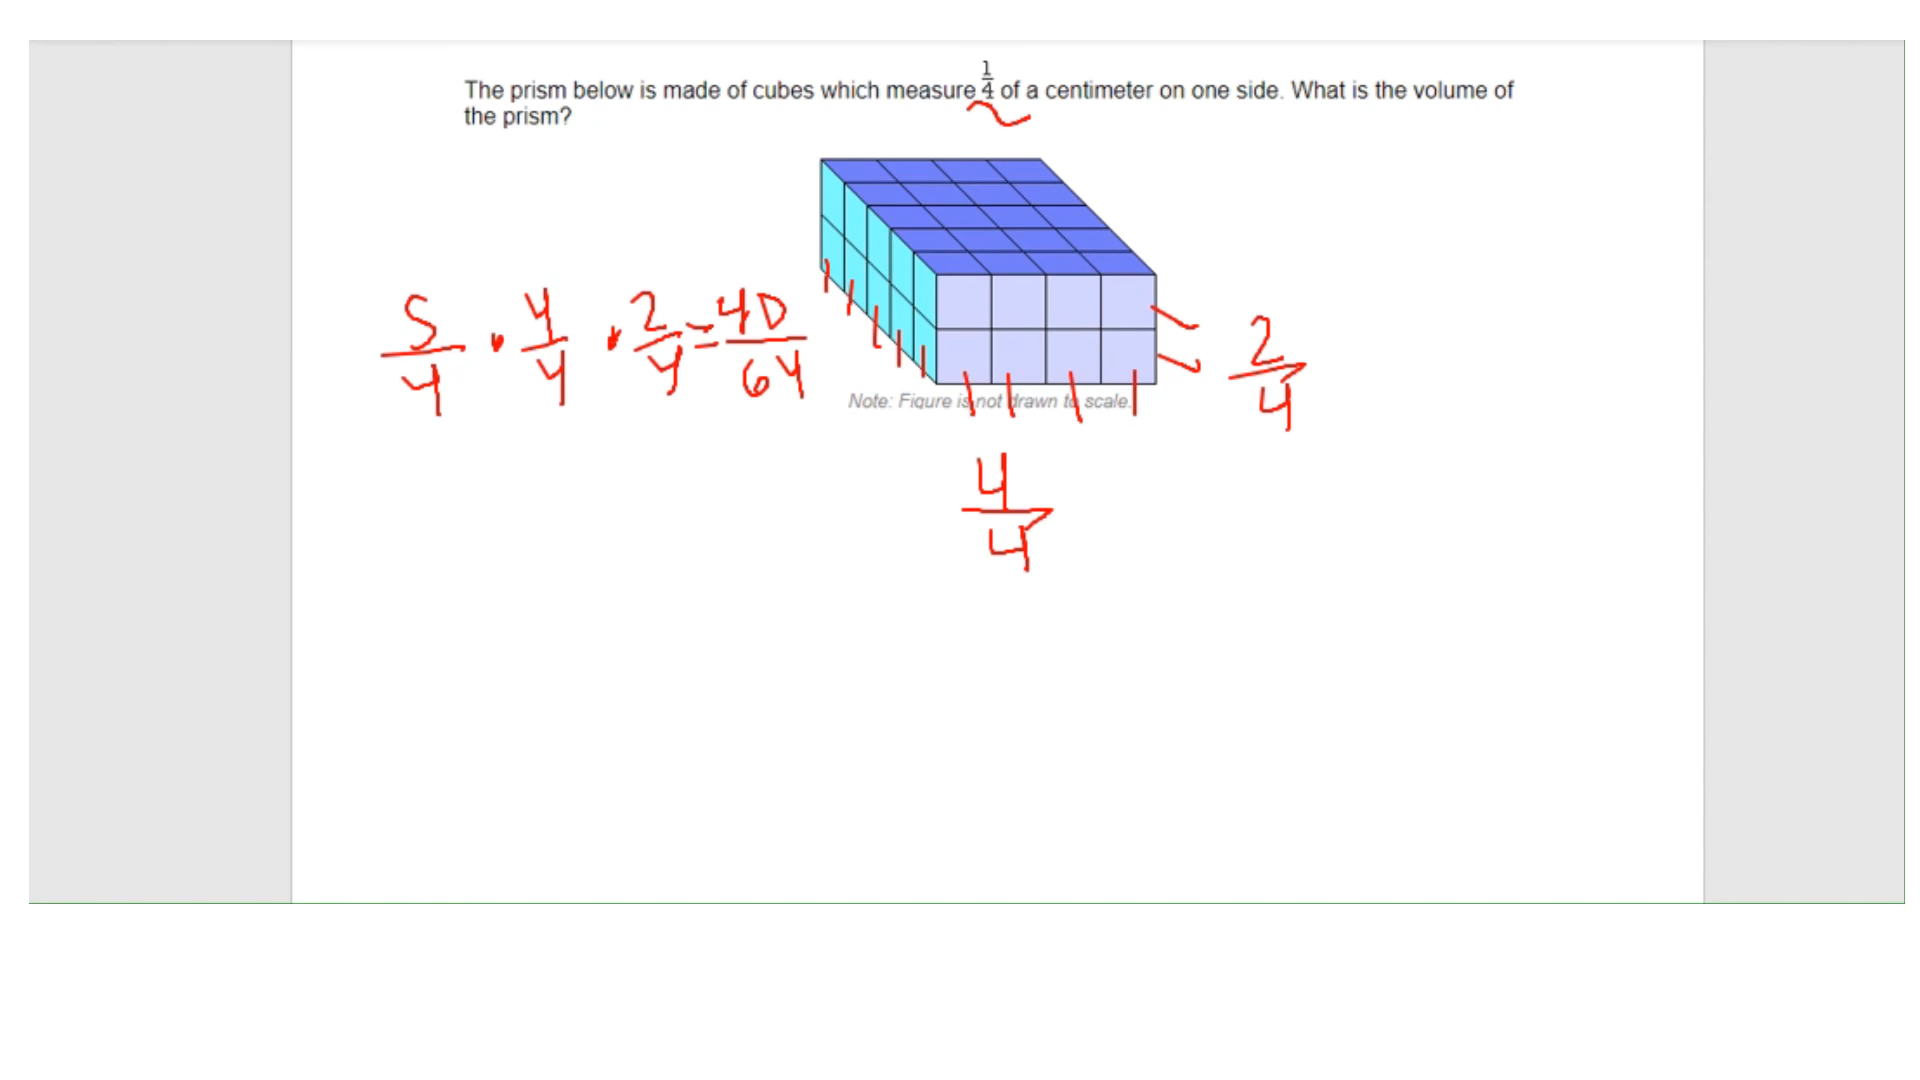 The prism below is made of cubes which measure 1/4 of a centimeter on one side. What is the volume of
the prism?
5/4 · 4/4 · 2/4 = 40/64
2/4
Note: Figure is not drawn to scale.
4/4